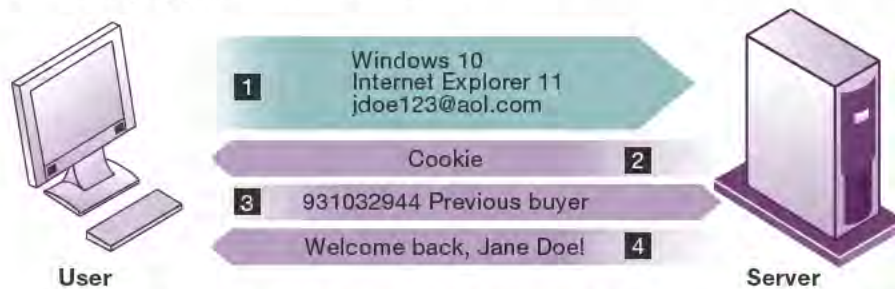 1
Windows 10
Internet Explorer 11
jdoe123@aol.com
Cookie 2
3 931032944 Previous buyer
Welcome back, Jane Doe! 4
User
Server